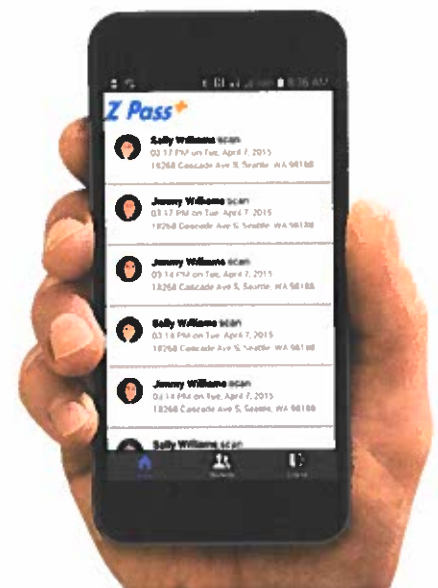 8:36 AM
Z Pass+
Sally Williams scan
03:17 PM on Tue, April 7, 2015
18268 Cascade Ave S, Seattle, WA 98188
Jimmy Williams scan
03:17 PM on Tue, April 7, 2015
18268 Cascade Ave S, Seattle, WA 98188
Jimmy Williams scan
03:14 PM on Tue, April 7, 2015
18268 Cascade Ave S, Seattle, WA 98188
Sally Williams scan
03:14 PM on Tue, April 7, 2015
18268 Cascade Ave S, Seattle, WA 98188
Jimmy Williams scan
03:14 PM on Tue, April 7, 2015
18268 Cascade Ave S, Seattle, WA 98188
Sally Williams scan